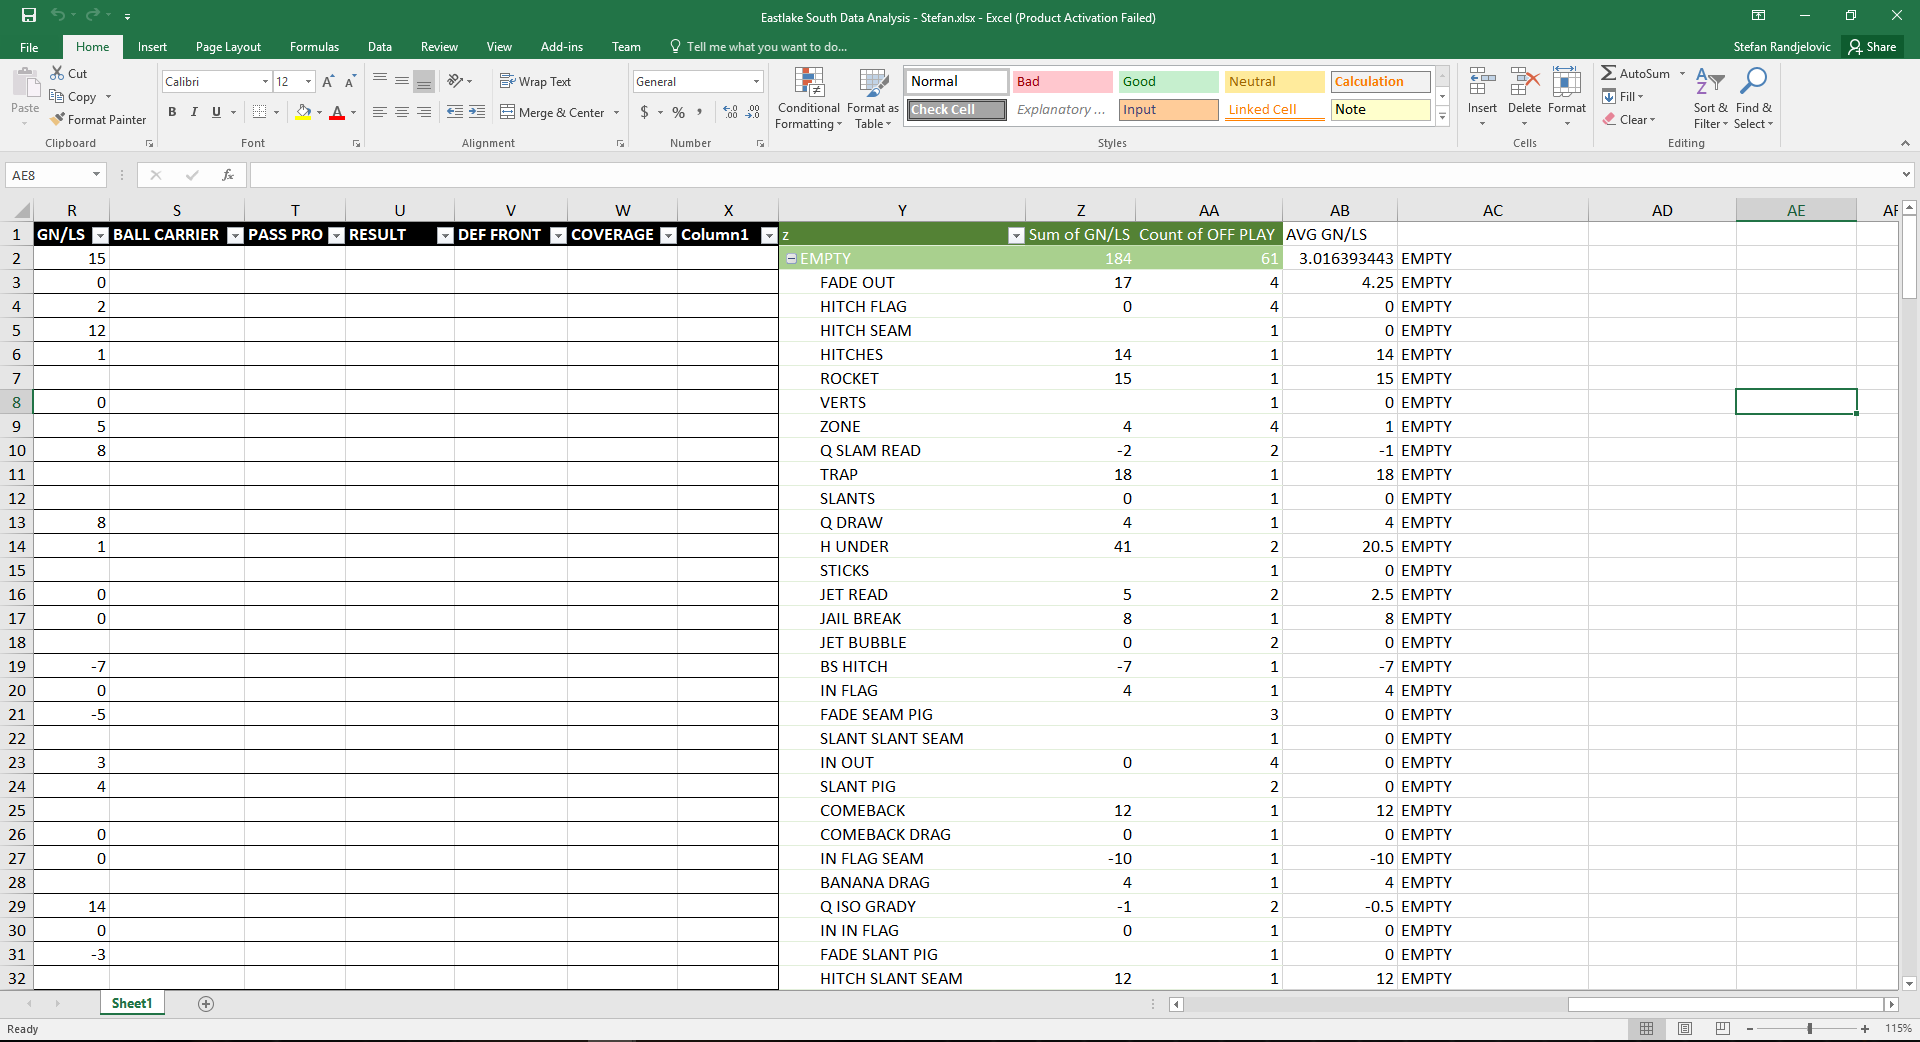 Eastlake South Data Analysis - Stefan.xlsx - Excel (Product Activation Failed)
File Home Insert Page Layout Formulas Data Review View Add-ins Team Tell me what you want to do... Stefan Randjelovic Share
Paste
Cut
Copy
Format Painter
Clipboard
Calibri 12
B I U
Font
Wrap Text
Merge & Center
Alignment
General
$ % ,
Number
Conditional Formatting
Format as Table
Normal Bad Good Neutral Calculation
Check Cell Explanatory ... Input Linked Cell Note
Styles
Insert Delete Format
Cells
AutoSum
Fill
Clear
Sort & Filter
Find & Select
Editing
AE8 fx
R S T U V W X Y Z AA AB AC AD AE AF
1 GN/LS BALL CARRIER PASS PRO RESULT DEF FRONT COVERAGE Column1 z Sum of GN/LS Count of OFF PLAY AVG GN/LS
2 15 EMPTY 184 61 3.016393443 EMPTY
3 0 FADE OUT 17 4 4.25 EMPTY
4 2 HITCH FLAG 0 4 0 EMPTY
5 12 HITCH SEAM 1 0 EMPTY
6 1 HITCHES 14 1 14 EMPTY
7 ROCKET 15 1 15 EMPTY
8 0 VERTS 1 0 EMPTY
9 5 ZONE 4 4 1 EMPTY
10 8 Q SLAM READ -2 2 -1 EMPTY
11 TRAP 18 1 18 EMPTY
12 SLANTS 0 1 0 EMPTY
13 8 Q DRAW 4 1 4 EMPTY
14 1 H UNDER 41 2 20.5 EMPTY
15 STICKS 1 0 EMPTY
16 0 JET READ 5 2 2.5 EMPTY
17 0 JAIL BREAK 8 1 8 EMPTY
18 JET BUBBLE 0 2 0 EMPTY
19 -7 BS HITCH -7 1 -7 EMPTY
20 0 IN FLAG 4 1 4 EMPTY
21 -5 FADE SEAM PIG 3 0 EMPTY
22 SLANT SLANT SEAM 1 0 EMPTY
23 3 IN OUT 0 4 0 EMPTY
24 4 SLANT PIG 2 0 EMPTY
25 COMEBACK 12 1 12 EMPTY
26 0 COMEBACK DRAG 0 1 0 EMPTY
27 0 IN FLAG SEAM -10 1 -10 EMPTY
28 BANANA DRAG 4 1 4 EMPTY
29 14 Q ISO GRADY -1 2 -0.5 EMPTY
30 0 IN IN FLAG 0 1 0 EMPTY
31 -3 FADE SLANT PIG 1 0 EMPTY
32 HITCH SLANT SEAM 12 1 12 EMPTY
Sheet1
Ready 115%